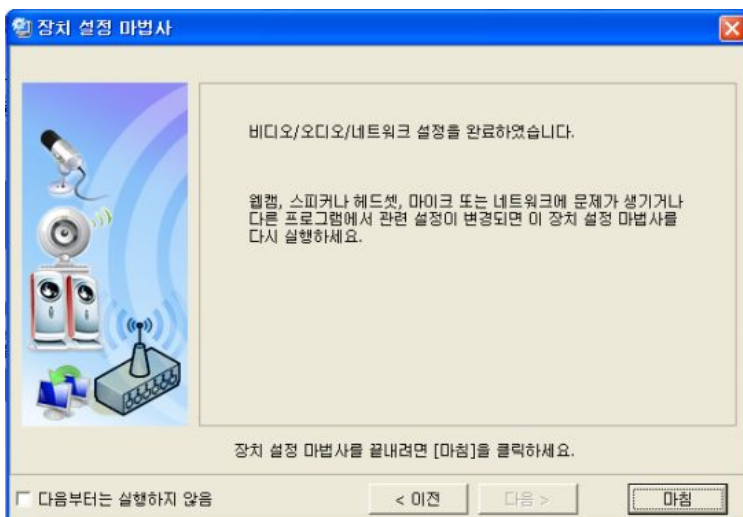 장치 설정 마법사
비디오/오디오/네트워크 설정을 완료하였습니다.
웹캠, 스피커나 헤드셋, 마이크 또는 네트워크에 문제가 생기거나
다른 프로그램에서 관련 설정이 변경되면 이 장치 설정 마법사를
다시 실행하세요.
장치 설정 마법사를 끝내려면 [마침]을 클릭하세요.
다음부터는 실행하지 않음
< 이전
다음 >
마침